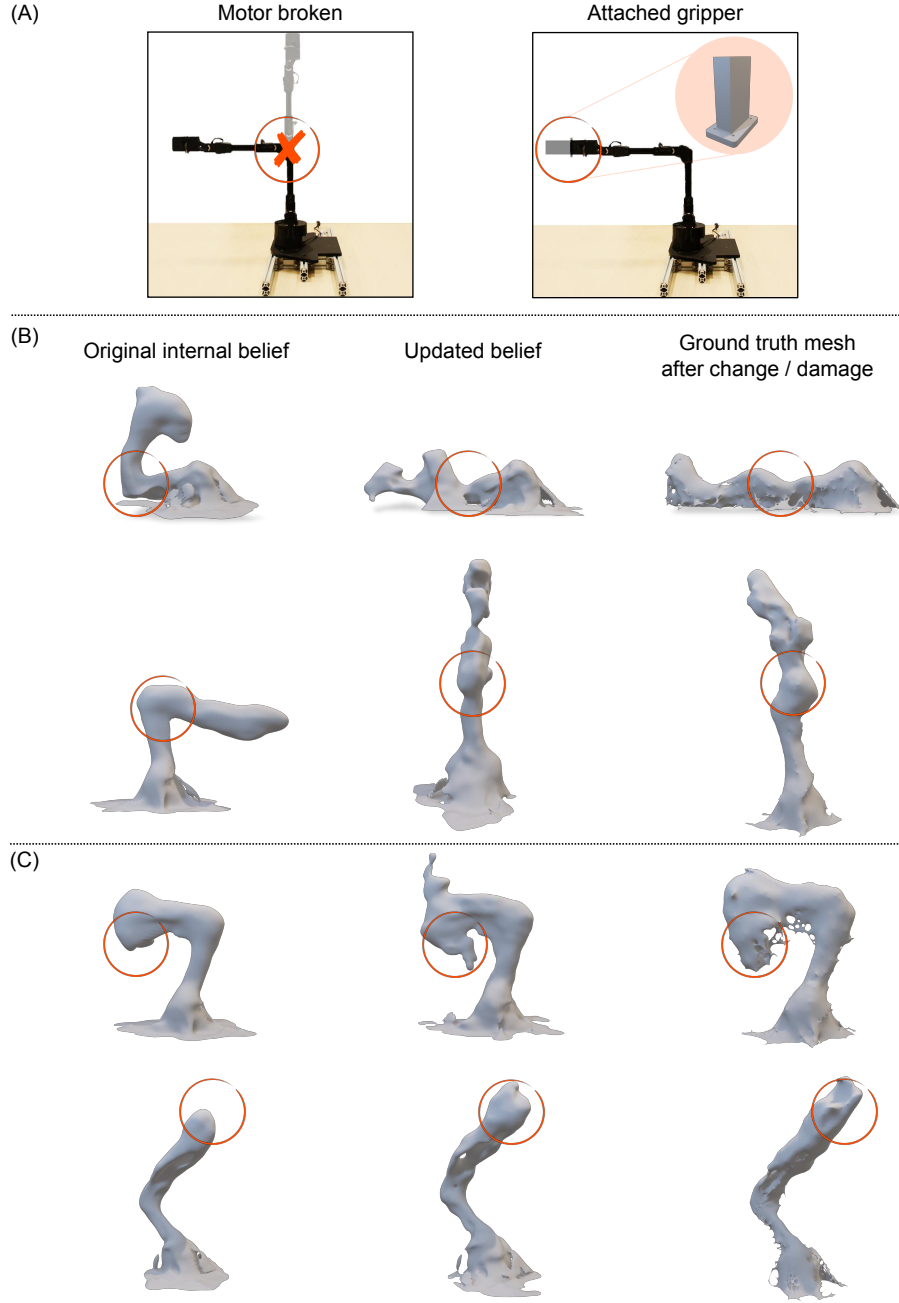 (A)
Motor broken
Attached gripper
(B)
Original internal belief
Updated belief
Ground truth mesh
after change / damage
(C)